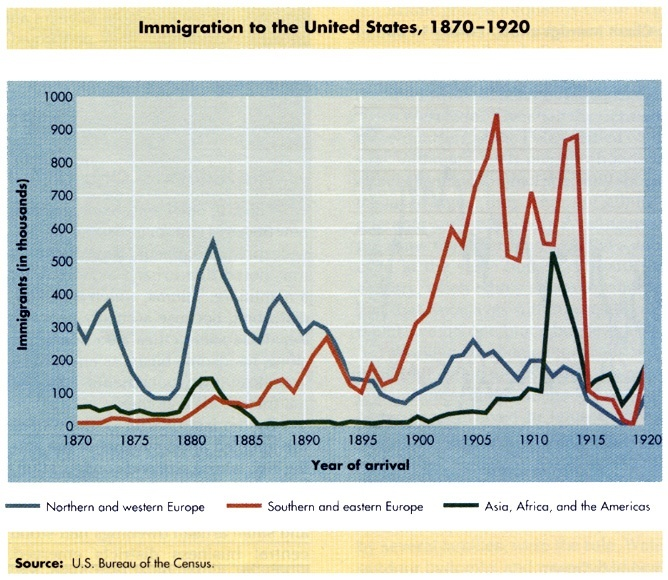 Immigration to the United States, 1870–1920
Immigrants (in thousands)
1000
900
800
700
600
500
400
300
200
100
1870 1875 1880 1885 1890 1895 1900 1905 1910 1915 1920
Year of arrival
Northern and western Europe Southern and eastern Europe Asia, Africa, and the Americas
Source: U.S. Bureau of the Census.